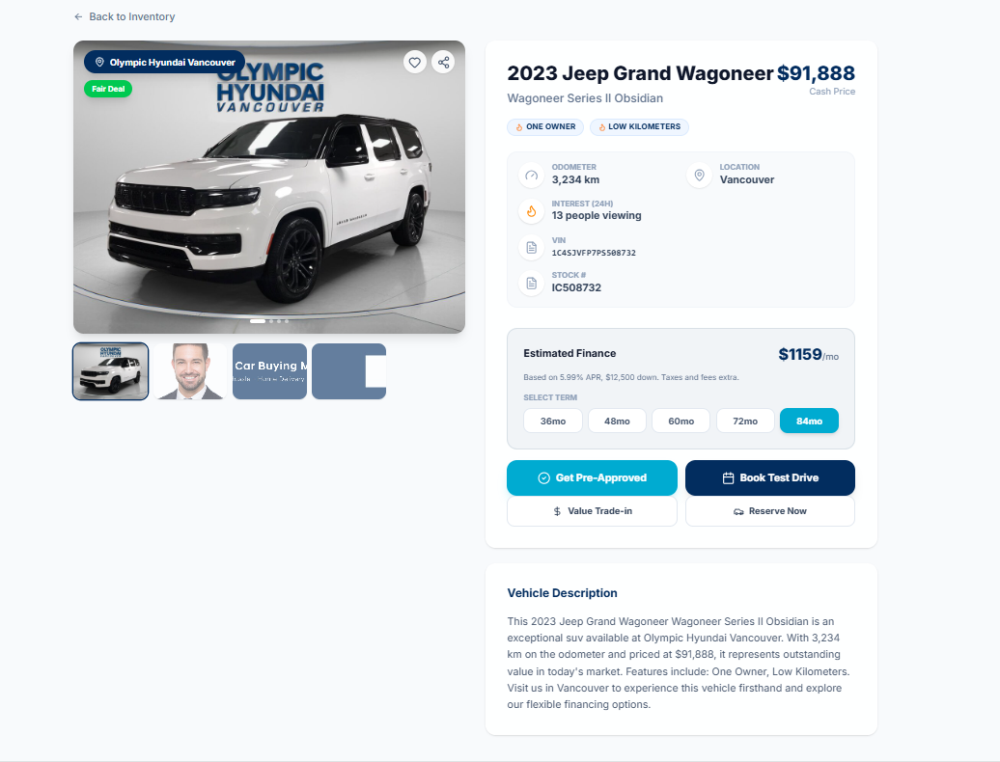 ← Back to Inventory
Olympic Hyundai Vancouver
Fair Deal
OLYMPIC
HYUNDAI
VANCOUVER
GRAND WAGONEER
OLYMPIC
HYUNDAI
VANCOUVER
Car Buying M
Home Delivery
2023 Jeep Grand Wagoneer $91,888
Wagoneer Series II Obsidian
Cash Price
ONE OWNER
LOW KILOMETERS
ODOMETER
3,234 km
LOCATION
Vancouver
INTEREST (24H)
13 people viewing
VIN
1C4SJVFP7PS508732
STOCK #
IC508732
Estimated Finance
$1159/mo
Based on 5.99% APR, $12,500 down. Taxes and fees extra.
SELECT TERM
36mo
48mo
60mo
72mo
84mo
Get Pre-Approved
Book Test Drive
$ Value Trade-in
Reserve Now
Vehicle Description
This 2023 Jeep Grand Wagoneer Wagoneer Series II Obsidian is an
exceptional suv available at Olympic Hyundai Vancouver. With 3,234
km on the odometer and priced at $91,888, it represents outstanding
value in today's market. Features include: One Owner, Low Kilometers.
Visit us in Vancouver to experience this vehicle firsthand and explore
our flexible financing options.